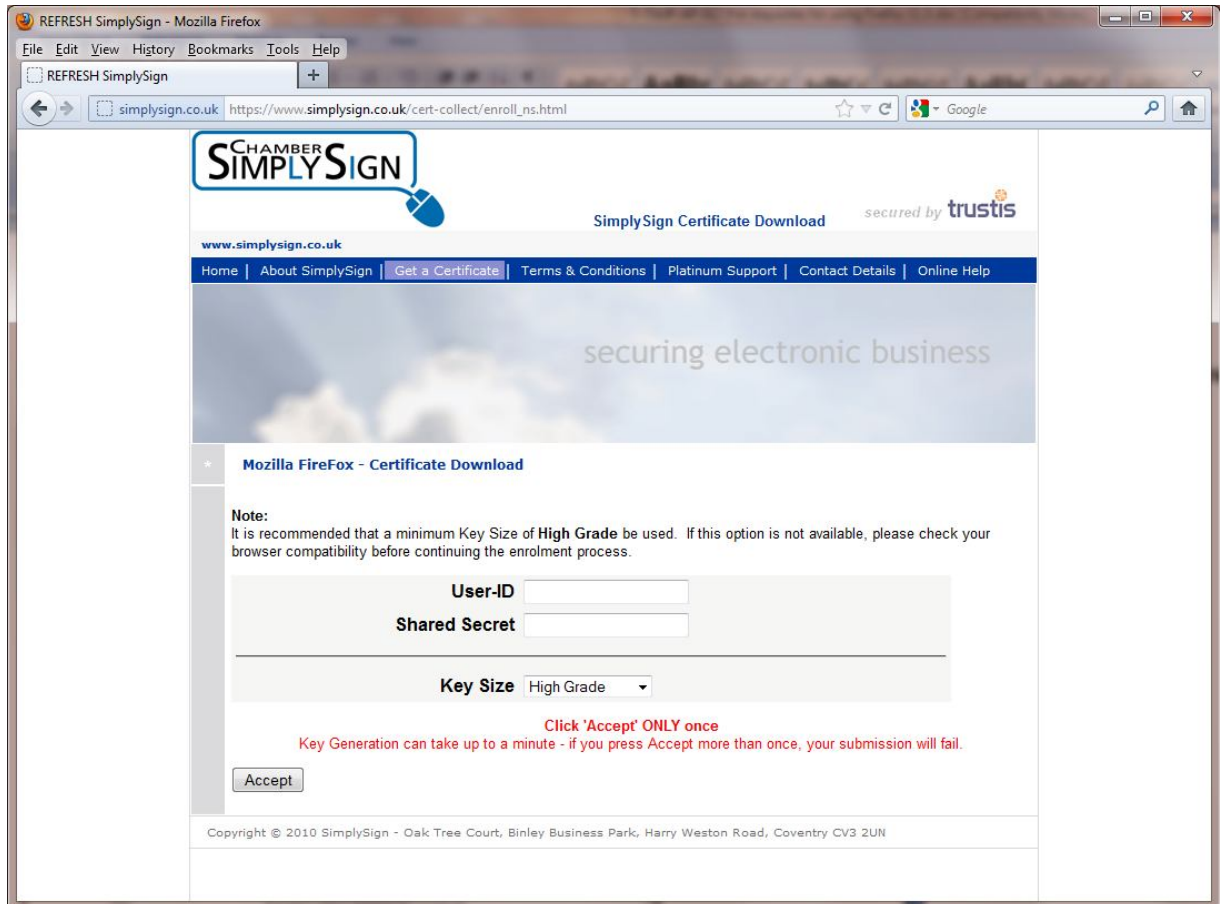 REFRESH SimplySign - Mozilla Firefox
File Edit View History Bookmarks Tools Help
REFRESH SimplySign
simplysign.co.uk https://www.simplysign.co.uk/cert-collect/enroll_ns.html Google
CHAMBER
SIMPLYSIGN
SimplySign Certificate Download secured by trustis
www.simplysign.co.uk
Home | About SimplySign | Get a Certificate | Terms & Conditions | Platinum Support | Contact Details | Online Help
securing electronic business
* Mozilla FireFox - Certificate Download
Note:
It is recommended that a minimum Key Size of High Grade be used. If this option is not available, please check your
browser compatibility before continuing the enrolment process.
User-ID
Shared Secret
Key Size High Grade
Click 'Accept' ONLY once
Key Generation can take up to a minute - if you press Accept more than once, your submission will fail.
Accept
Copyright © 2010 SimplySign - Oak Tree Court, Binley Business Park, Harry Weston Road, Coventry CV3 2UN